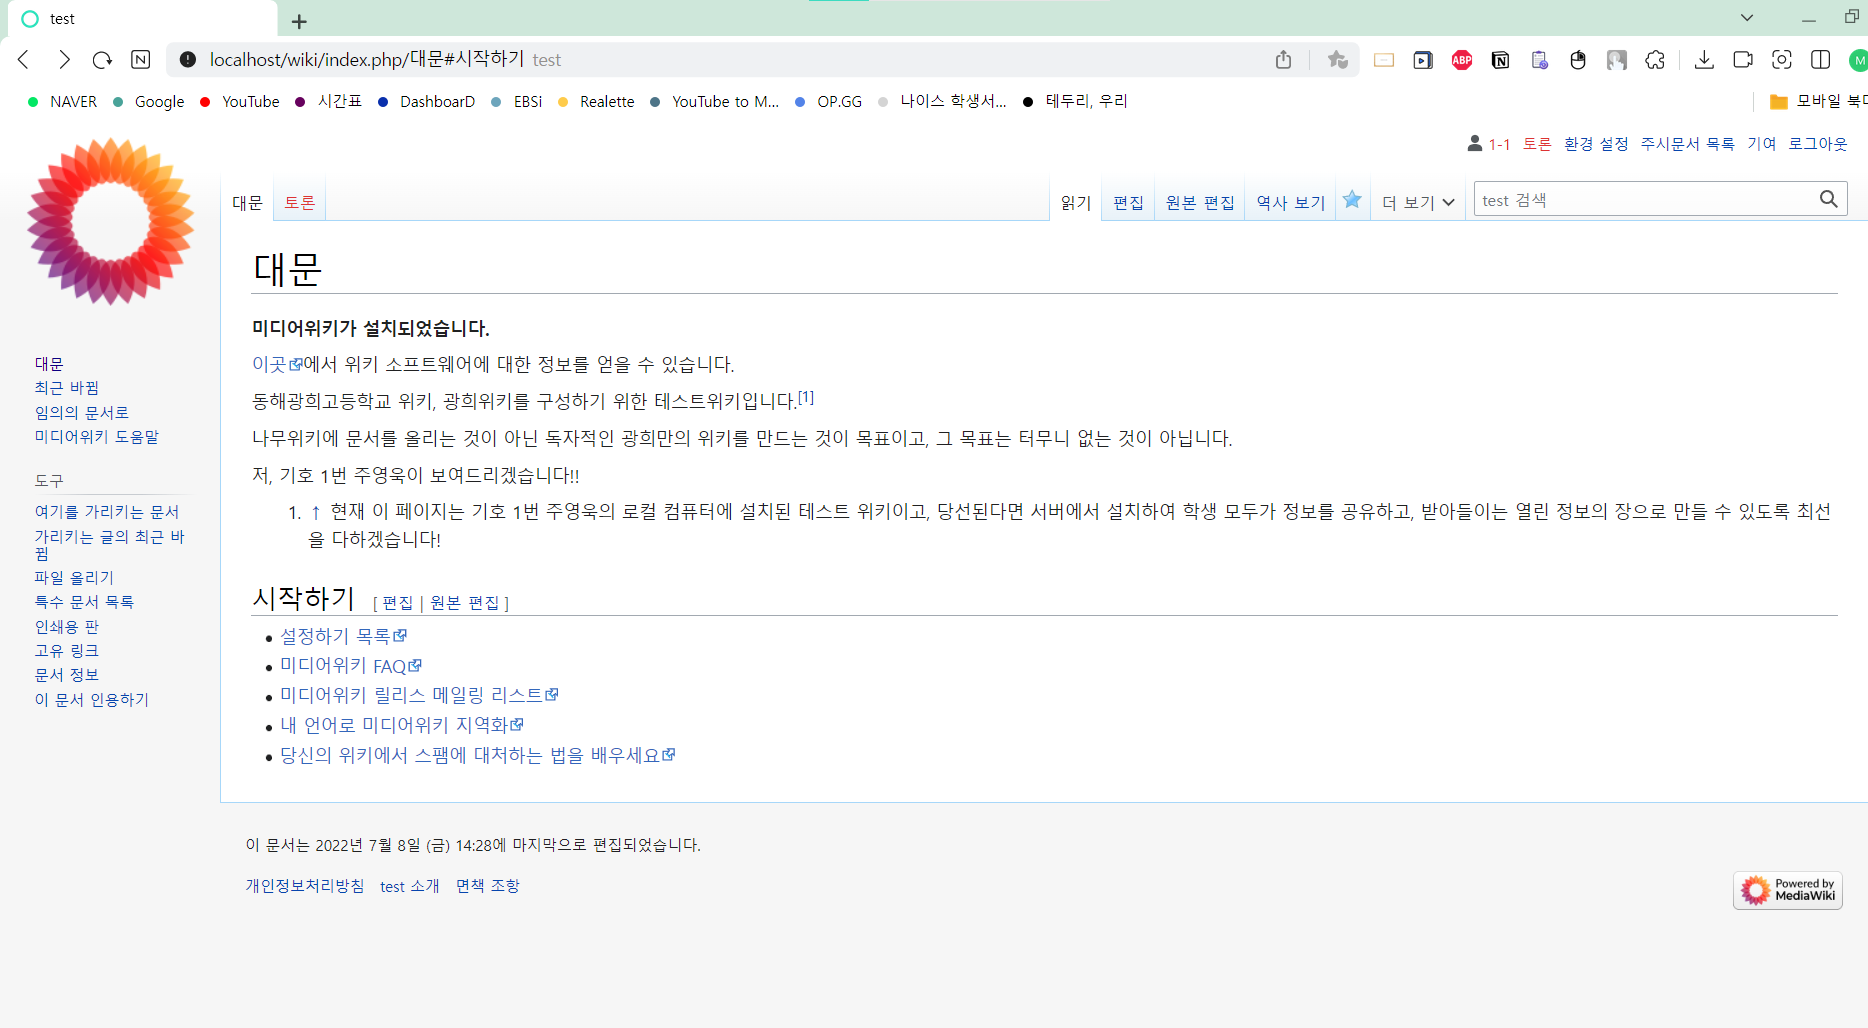 test
localhost/wiki/index.php/대문#시작하기 test
NAVER Google YouTube 시간표 DashboarD EBSi Realette YouTube to M... OP.GG 나이스 학생서... 테두리, 우리 모바일
1-1 토론 환경 설정 주시문서 목록 기여 로그아웃
대문 토론 읽기 편집 원본 편집 역사 보기 더 보기 test 검색
대문
미디어위키가 설치되었습니다.
이곳에서 위키 소프트웨어에 대한 정보를 얻을 수 있습니다.
동해광희고등학교 위키, 광희위키를 구성하기 위한 테스트위키입니다.[1]
나무위키에 문서를 올리는 것이 아닌 독자적인 광희만의 위키를 만드는 것이 목표이고, 그 목표는 터무니 없는 것이 아닙니다.
저, 기호 1번 주영욱이 보여드리겠습니다!!
1. ↑ 현재 이 페이지는 기호 1번 주영욱의 로컬 컴퓨터에 설치된 테스트 위키이고, 당선된다면 서버에서 설치하여 학생 모두가 정보를 공유하고, 받아들이는 열린 정보의 장으로 만들 수 있도록 최선
을 다하겠습니다!
시작하기 [ 편집 | 원본 편집 ]
• 설정하기 목록
• 미디어위키 FAQ
• 미디어위키 릴리스 메일링 리스트
• 내 언어로 미디어위키 지역화
• 당신의 위키에서 스팸에 대처하는 법을 배우세요
대문
최근 바뀜
임의의 문서로
미디어위키 도움말
도구
여기를 가리키는 문서
가리키는 글의 최근 바
뀜
파일 올리기
특수 문서 목록
인쇄용 판
고유 링크
문서 정보
이 문서 인용하기
이 문서는 2022년 7월 8일 (금) 14:28에 마지막으로 편집되었습니다.
개인정보처리방침 test 소개 면책 조항
Powered by
MediaWiki